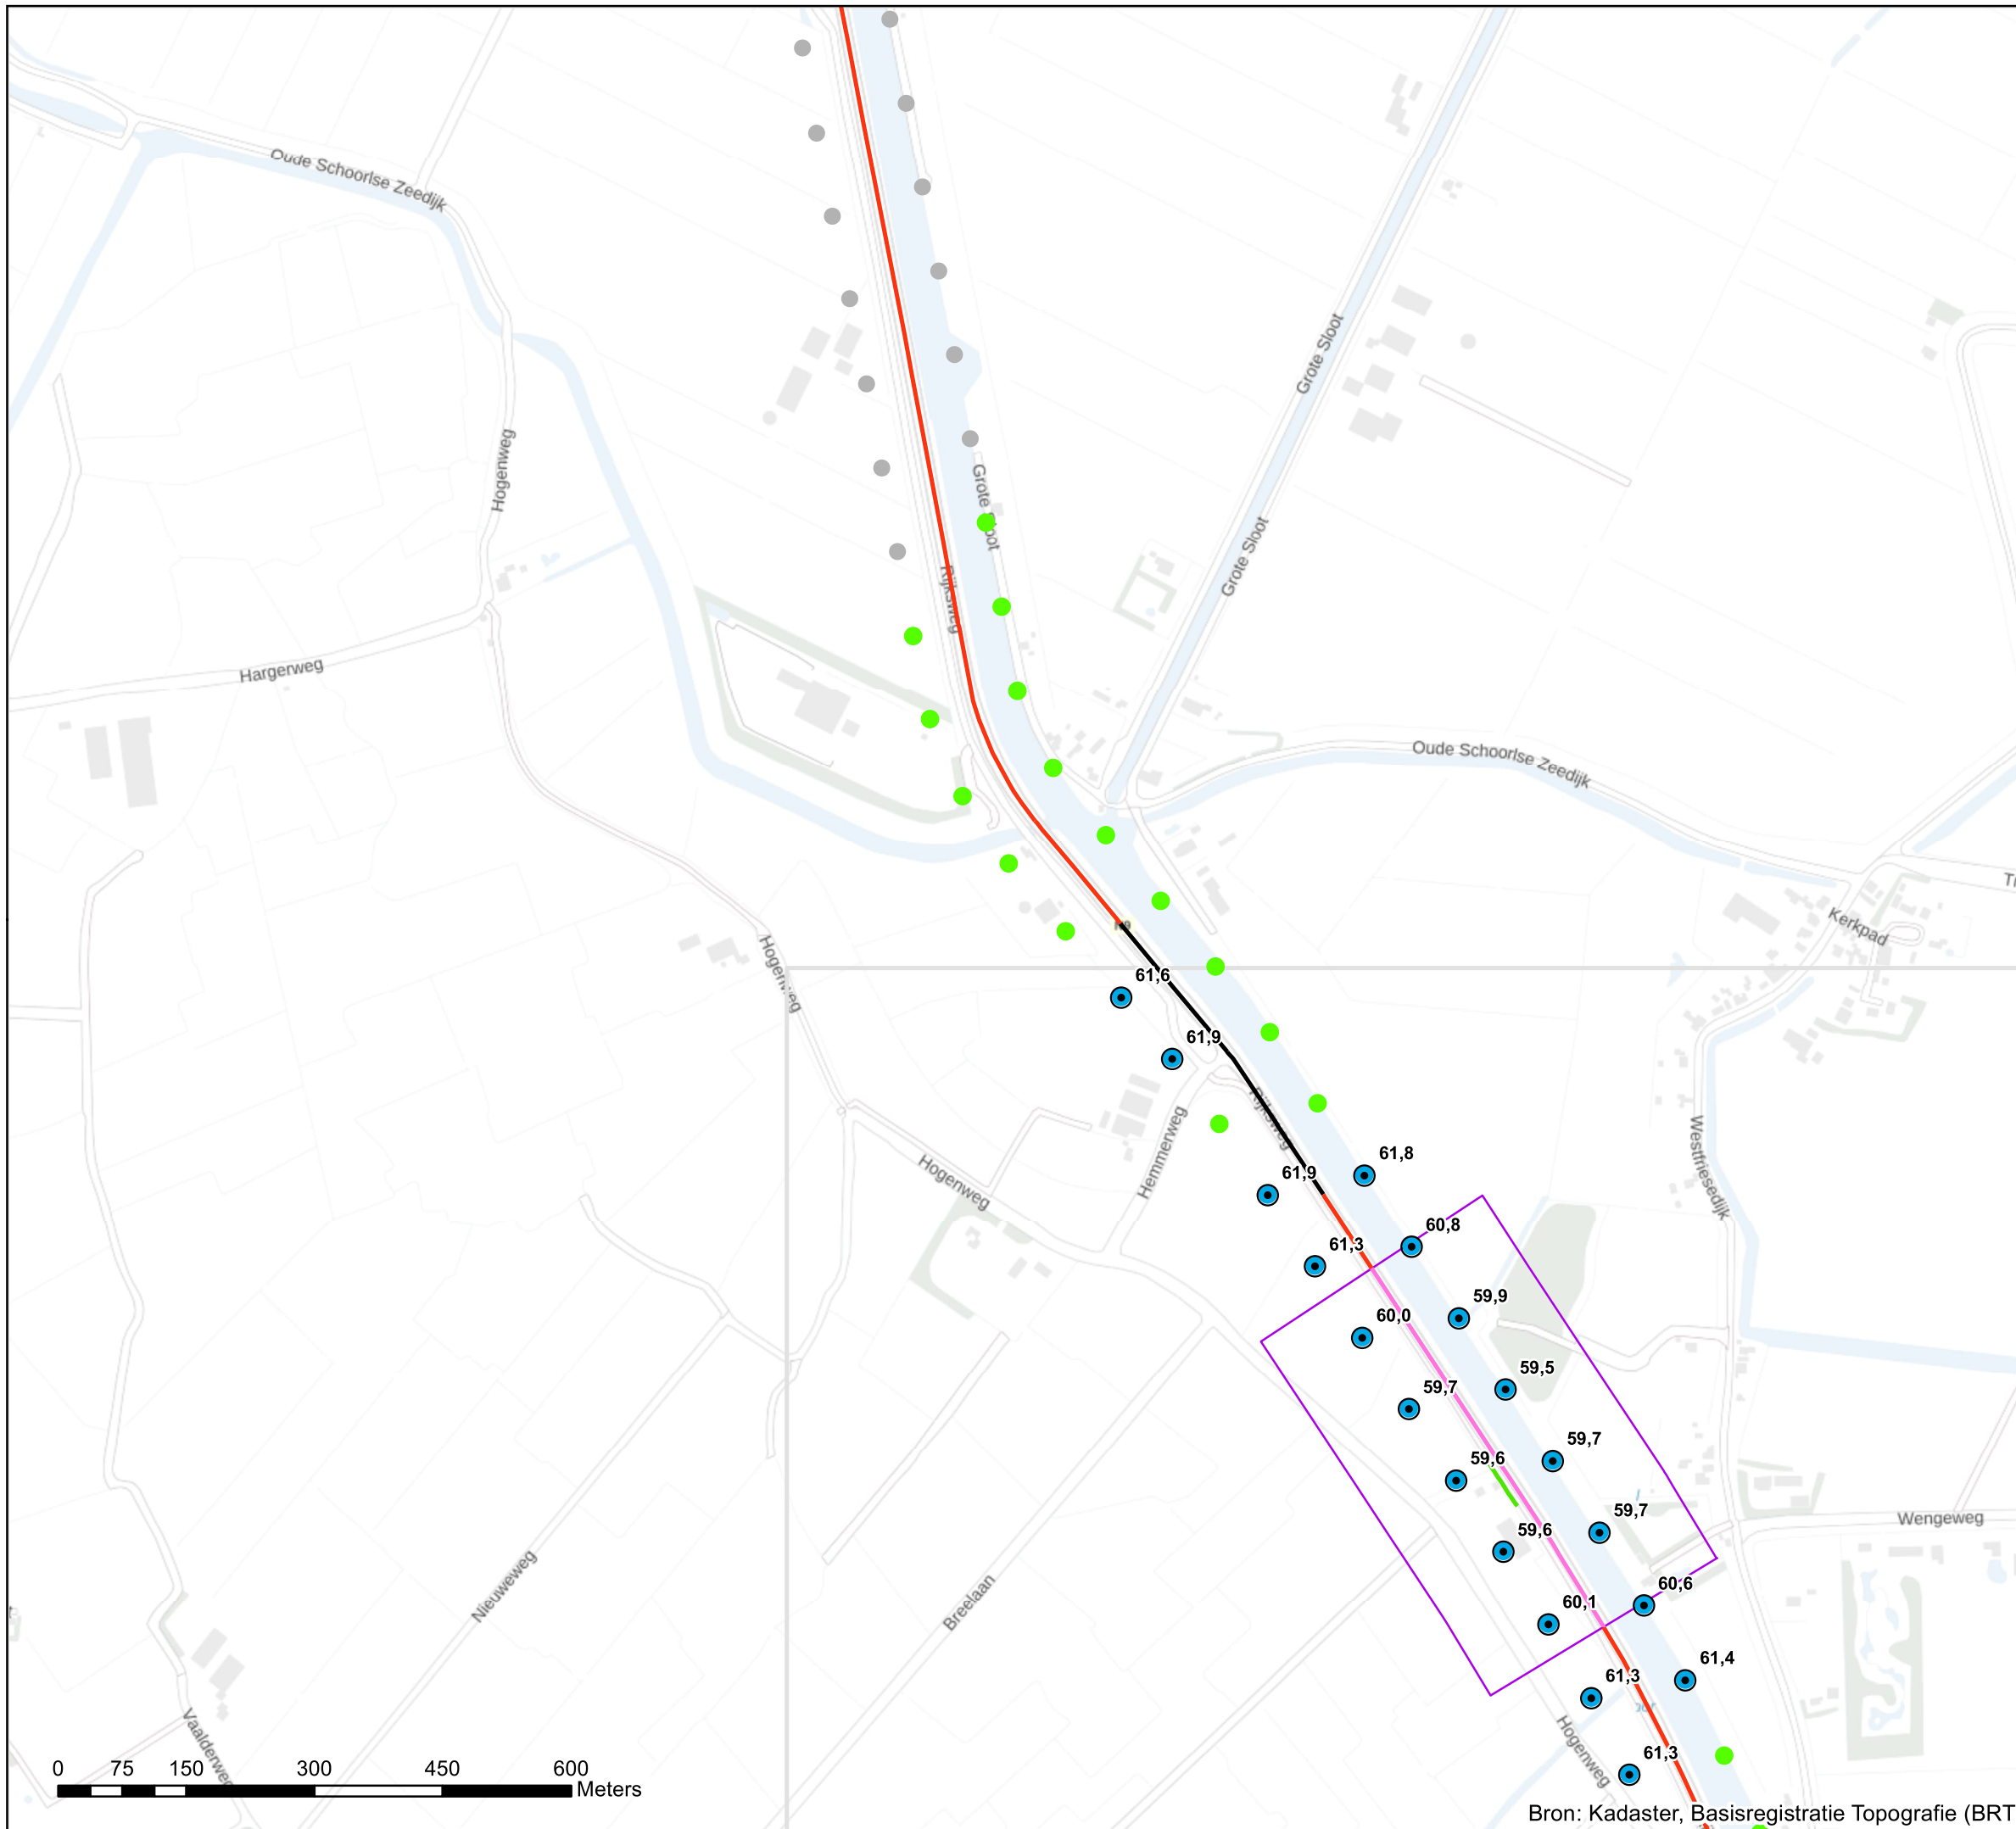 Oude Schoorlse Zeedijk
Grote Sloot
Hogenweg
Grote Sloot
Grote Sloot
Rijksweg
Hargerweg
Oude Schoorlse Zeedijk
Kerkpad
N9
Hogenweg
61,6
61,9
Rijksweg
Hemmerweg
Westfriesedijk
61,8
61,9
Hogenweg
60,8
61,3
59,9
60,0
59,5
59,7
59,7
59,6
59,7
Wengeweg
59,6
Nieuweweg
Breelaan
60,6
60,1
61,4
61,3
Vaalderweg
Hogenweg
61,3
0 75 150 300 450 600
Meters
Bron: Kadaster, Basisregistratie Topografie (BRT